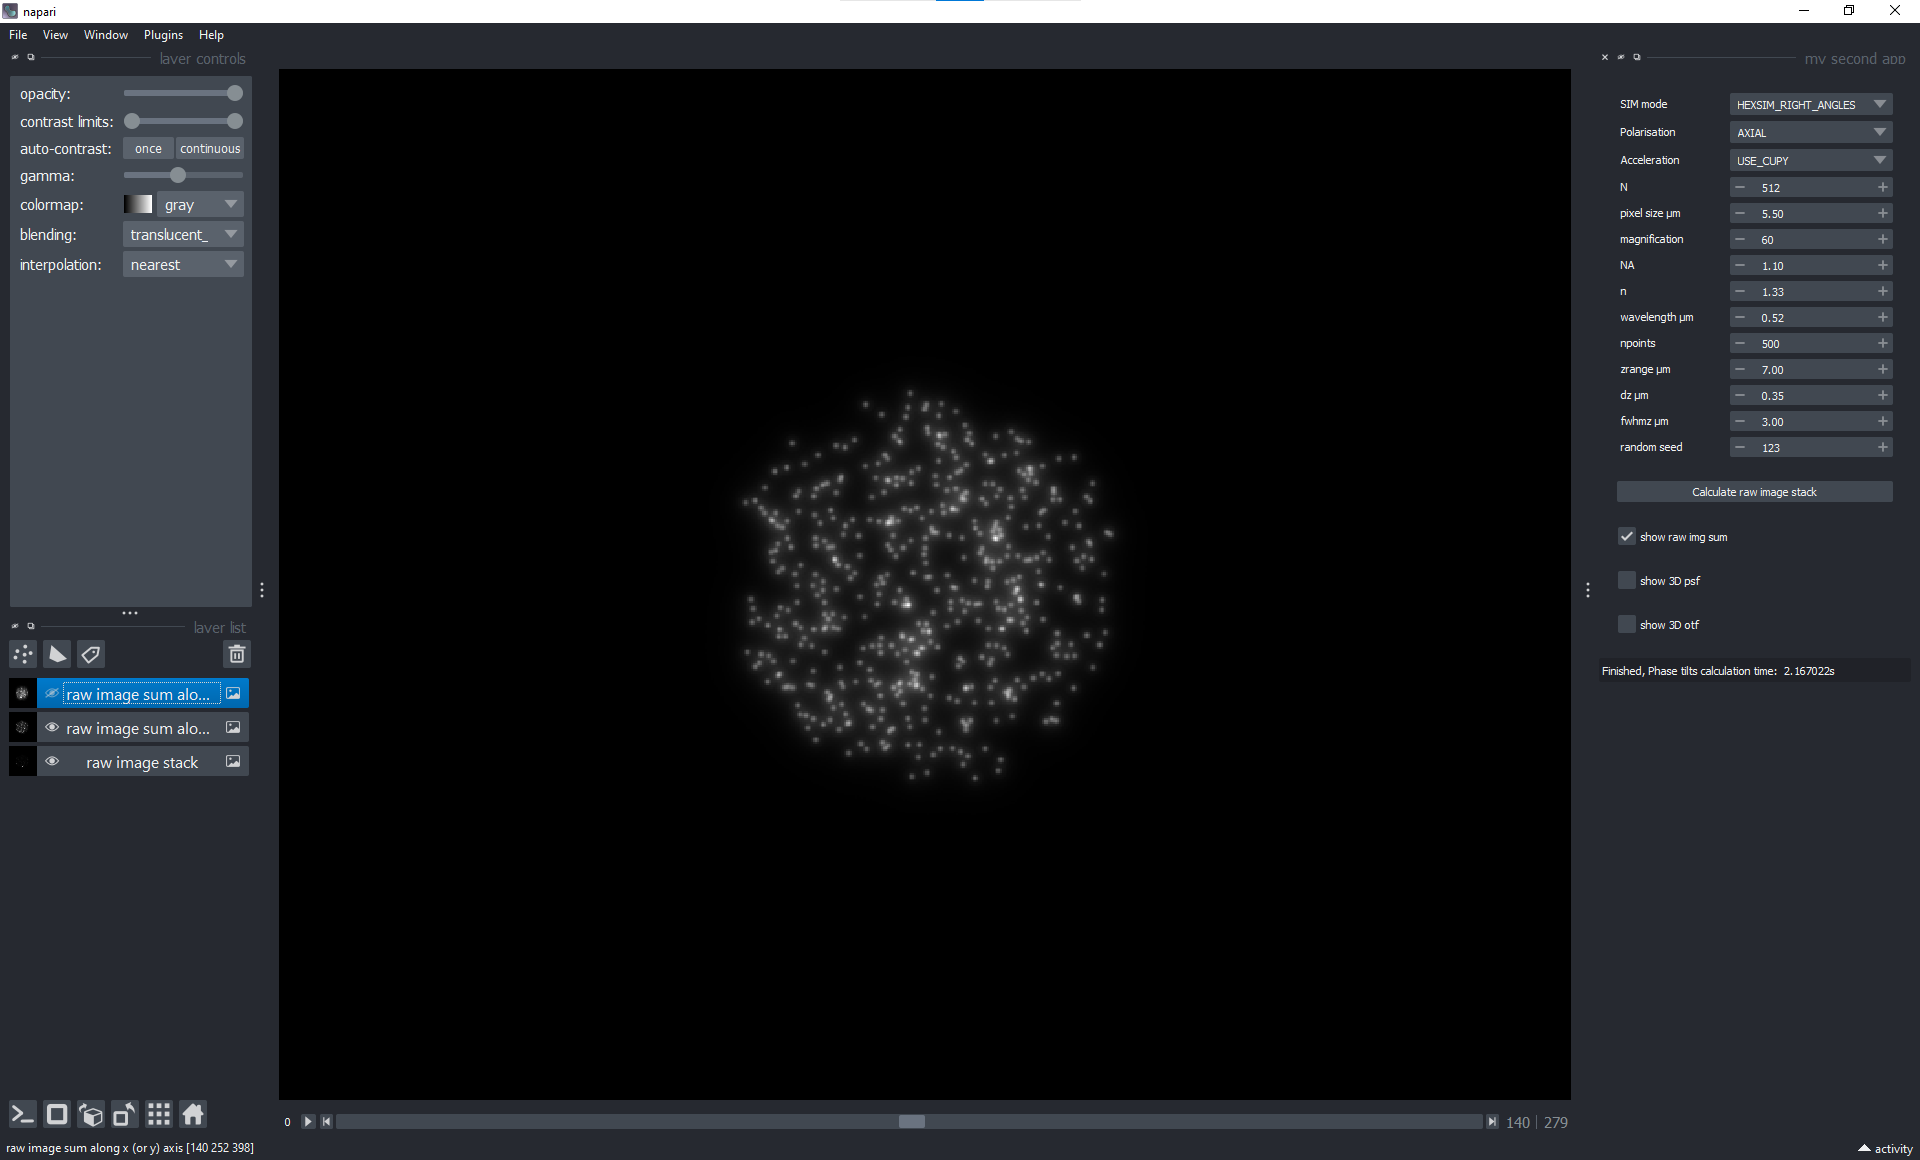 napari
File View Window Plugins Help
layer controls
opacity:
contrast limits:
auto-contrast: once continuous
gamma:
colormap: gray
blending: translucent_
interpolation: nearest
layer list
raw image sum alo...
raw image sum alo...
raw image stack
0 140 279
raw image sum along x (or y) axis [140 252 398]
my second app
SIM mode HEXSIM_RIGHT_ANGLES
Polarisation AXIAL
Acceleration USE_CUPY
N 512
pixel size µm 5.50
magnification 60
NA 1.10
n 1.33
wavelength µm 0.52
npoints 500
zrange µm 7.00
dz µm 0.35
fwhmz µm 3.00
random seed 123
Calculate raw image stack
show raw img sum
show 3D psf
show 3D otf
Finished, Phase tilts calculation time: 2.167022s
activity